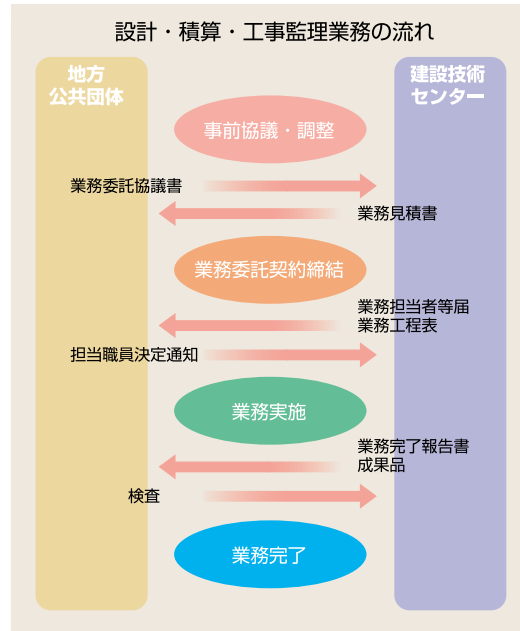 設計・積算・工事監理業務の流れ
地方
公共団体
建設技術
センター
事前協議・調整
業務委託協議書
業務見積書
業務委託契約締結
業務担当者等届
業務工程表
担当職員決定通知
業務実施
業務完了報告書
成果品
検査
業務完了